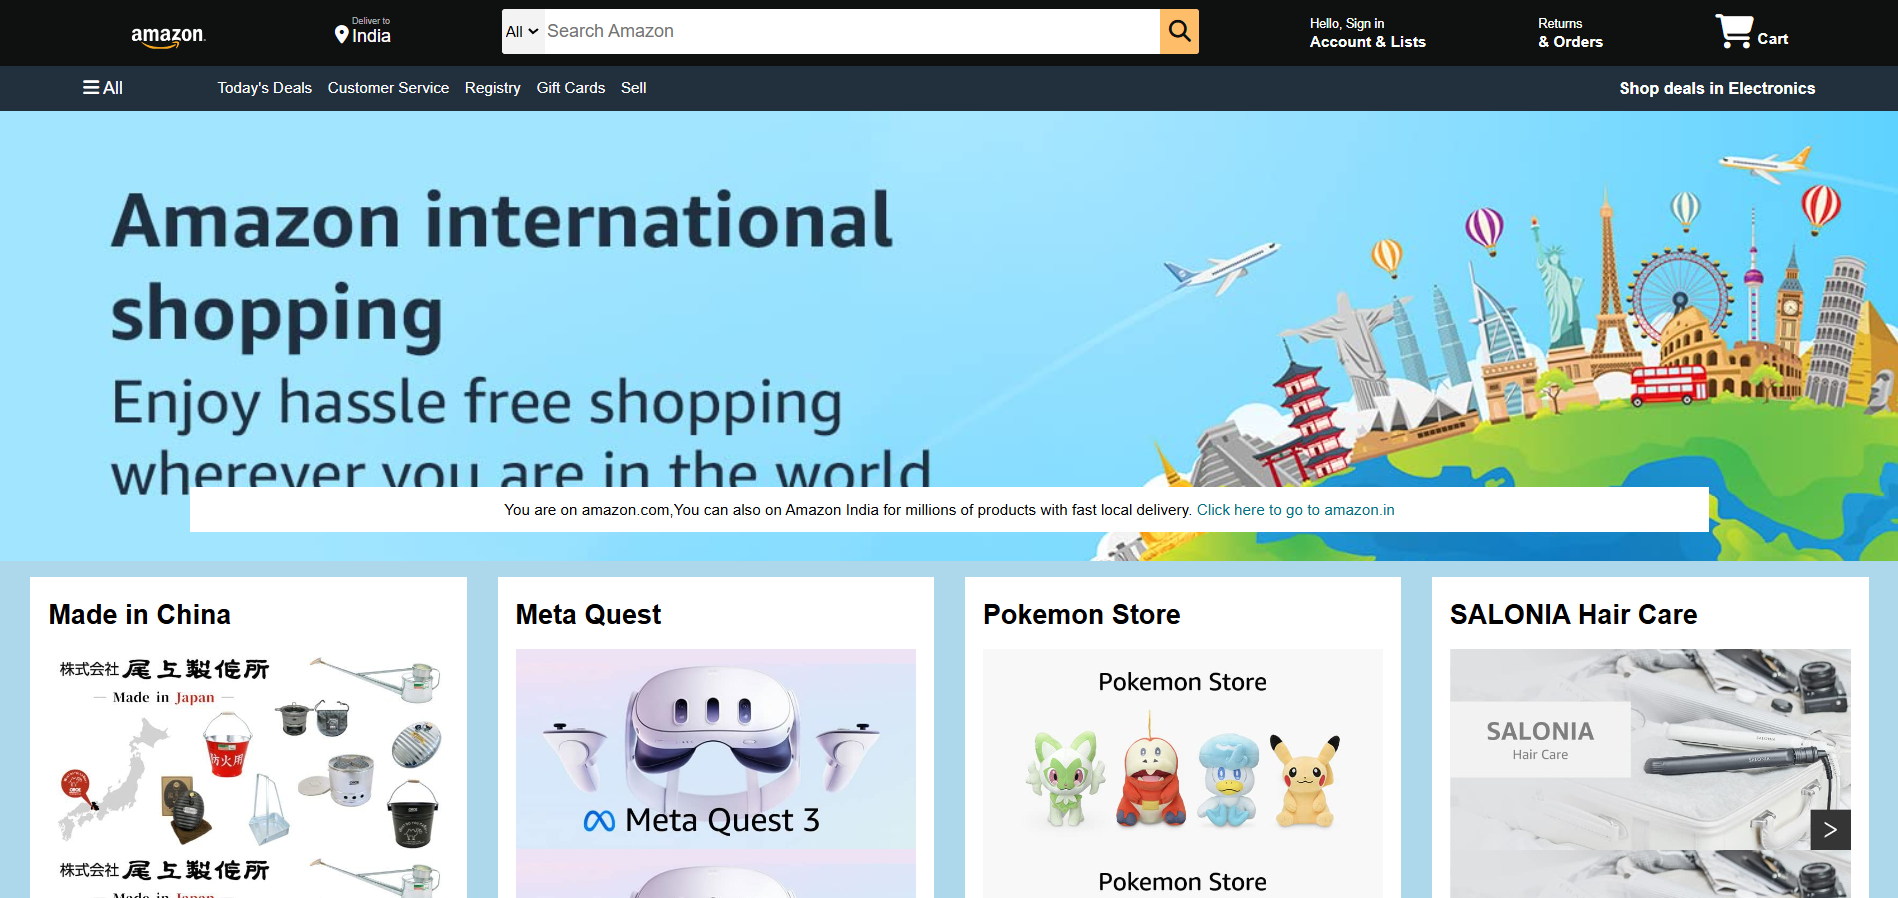 amazon
Deliver to
India
All
Search Amazon
Hello, Sign in
Account & Lists
Returns
& Orders
Cart
All
Today's Deals
Customer Service
Registry
Gift Cards
Sell
Shop deals in Electronics
Amazon international
shopping
Enjoy hassle free shopping
wherever you are in the world
You are on amazon.com,You can also on Amazon India for millions of products with fast local delivery. Click here to go to amazon.in
Made in China
株式会社 尾上製作所
Made in Japan
防火用
株式会社 尾上製作所
Made in Japan
Meta Quest
Meta Quest 3
Pokemon Store
Pokemon Store
Pokemon Store
SALONIA Hair Care
SALONIA
Hair Care